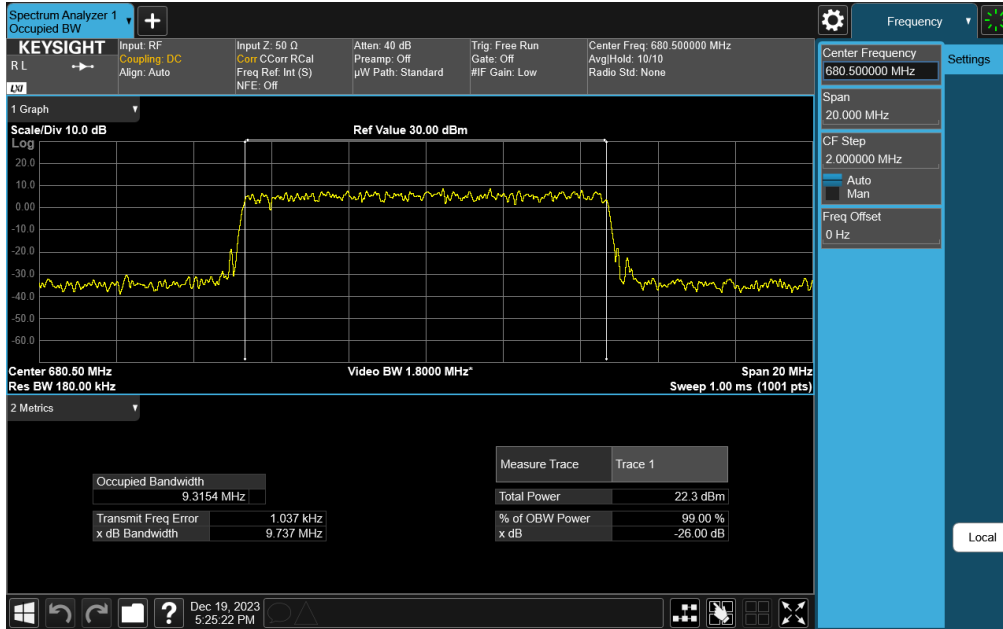 Spectrum Analyzer 1
Occupied BW
+
Frequency
KEYSIGHT
R L
LXI
Input: RF
Coupling: DC
Align: Auto
Input Z: 50 Ω
Corr CCorr RCal
Freq Ref: Int (S)
NFE: Off
Atten: 40 dB
Preamp: Off
µW Path: Standard
Trig: Free Run
Gate: Off
#IF Gain: Low
Center Freq: 680.500000 MHz
Avg|Hold: 10/10
Radio Std: None
Center Frequency
680.500000 MHz
Settings
Span
20.000 MHz
CF Step
2.000000 MHz
Auto
Man
Freq Offset
0 Hz
1 Graph
Scale/Div 10.0 dB
Ref Value 30.00 dBm
Log
20.0
10.0
0.00
-10.0
-20.0
-30.0
-40.0
-50.0
-60.0
Center 680.50 MHz
Video BW 1.8000 MHz*
Span 20 MHz
Res BW 180.00 kHz
Sweep 1.00 ms (1001 pts)
2 Metrics
Measure Trace
Trace 1
Occupied Bandwidth
9.3154 MHz
Total Power
22.3 dBm
Transmit Freq Error
1.037 kHz
% of OBW Power
99.00 %
x dB Bandwidth
9.737 MHz
x dB
-26.00 dB
Local
?
Dec 19, 2023
5:25:22 PM